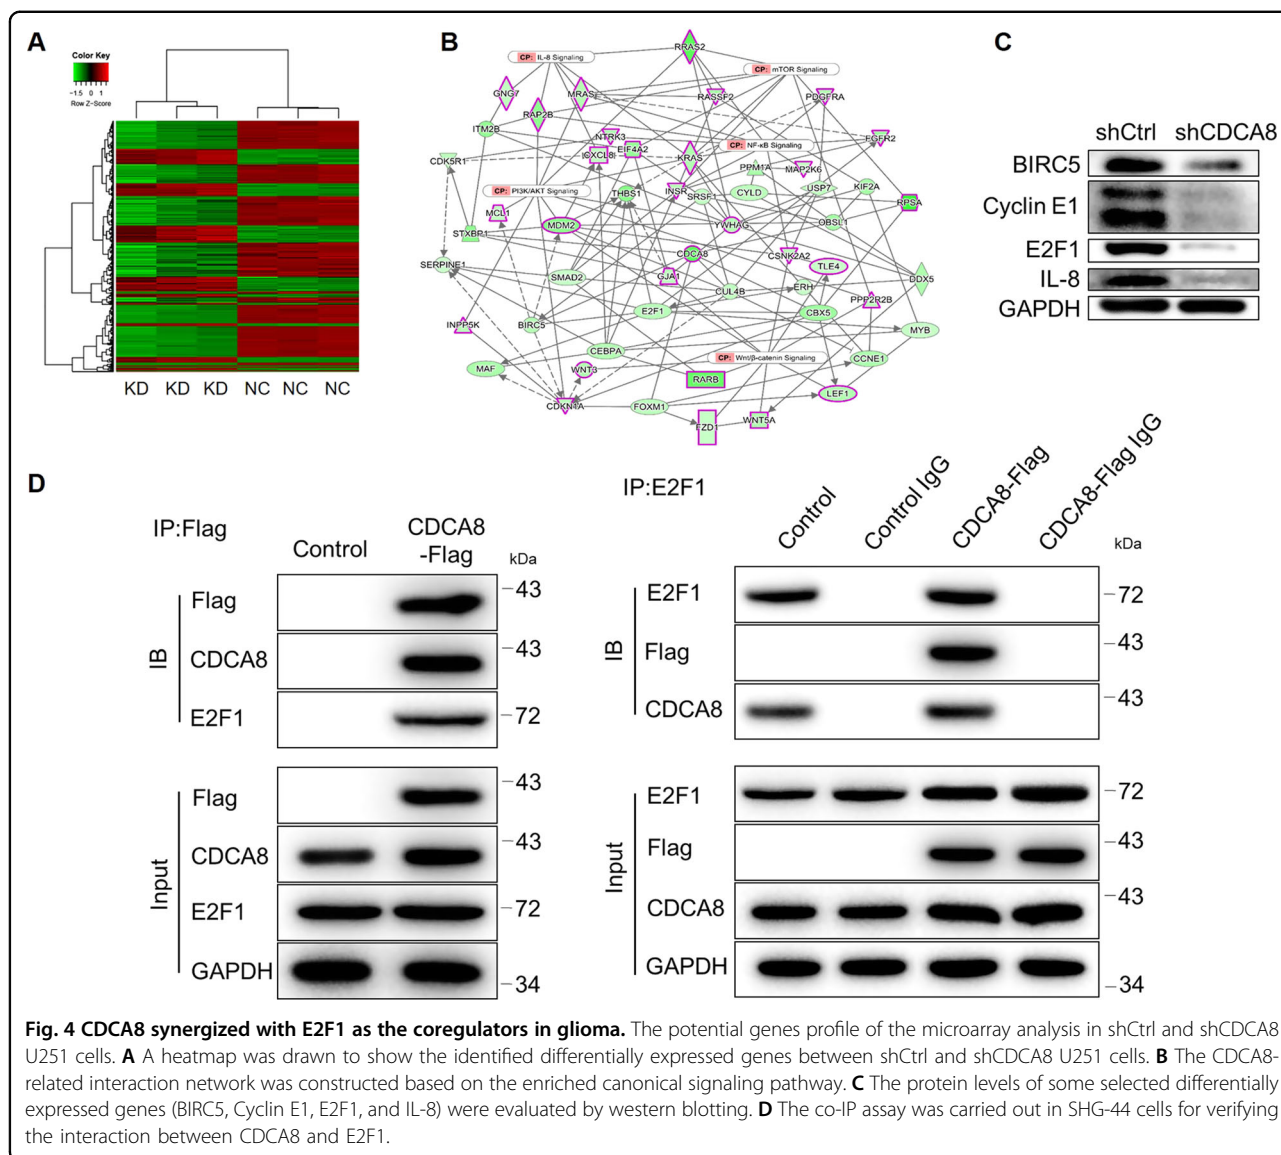 A
Color Key
-1.5 0 1
Row Z-Score
KD KD KD NC NC NC
B
CP: IL-8 Signaling
RRAS2
CP: mTOR Signaling
GNG7
MRAS
RASSF2
PDGFRA
RAP2B
ITM2B
NTRK3
FGFR2
CXCL8
EIF4A2
CP: NF-κB Signaling
CDK5R1
KRAS
PPM1A
MAP2K6
CP: PI3K/AKT Signaling
THBS1
INSR
SRSF1
CYLD
USP7
KIF2A
RPSA
MCL1
MDM2
YWHAG
OBSL1
STXBP1
SERPINE1
CDCA8
CSNK2A2
TLE4
SMAD2
GJA1
CUL4B
ERH
DDX5
PPP2R2B
INPP5K
BIRC5
E2F1
CBX5
MYB
CEBPA
CP: Wnt/β-catenin Signaling
CCNE1
MAF
WNT3
RARB
LEF1
CDKN1A
FOXM1
FZD1
WNT5A
C
shCtrl shCDCA8
BIRC5
Cyclin E1
E2F1
IL-8
GAPDH
D
IP:Flag
Control
CDCA8
-Flag
kDa
IB
Flag
43
CDCA8
43
E2F1
72
Input
Flag
43
CDCA8
43
E2F1
72
GAPDH
34
IP:E2F1
Control
Control IgG
CDCA8-Flag
CDCA8-Flag IgG
kDa
IB
E2F1
72
Flag
43
CDCA8
43
Input
E2F1
72
Flag
43
CDCA8
43
GAPDH
34
Fig. 4 CDCA8 synergized with E2F1 as the coregulators in glioma. The potential genes profile of the microarray analysis in shCtrl and shCDCA8
U251 cells. A A heatmap was drawn to show the identified differentially expressed genes between shCtrl and shCDCA8 U251 cells. B The CDCA8-
related interaction network was constructed based on the enriched canonical signaling pathway. C The protein levels of some selected differentially
expressed genes (BIRC5, Cyclin E1, E2F1, and IL-8) were evaluated by western blotting. D The co-IP assay was carried out in SHG-44 cells for verifying
the interaction between CDCA8 and E2F1.